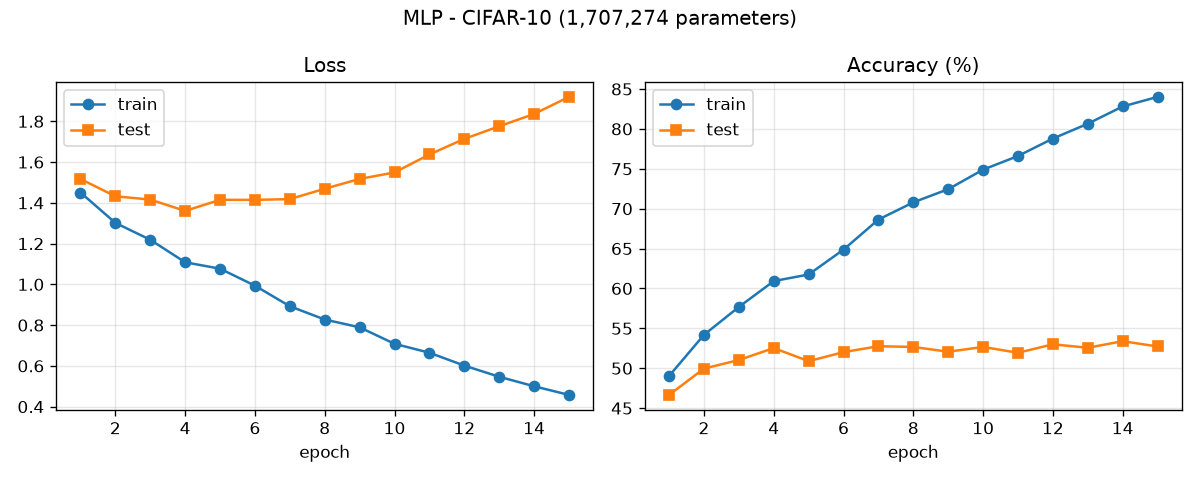 MLP - CIFAR-10 (1,707,274 parameters)
Loss
train
test
1.8
1.6
1.4
1.2
1.0
0.8
0.6
0.4
2 4 6 8 10 12 14
epoch
Accuracy (%)
train
test
85
80
75
70
65
60
55
50
45
2 4 6 8 10 12 14
epoch